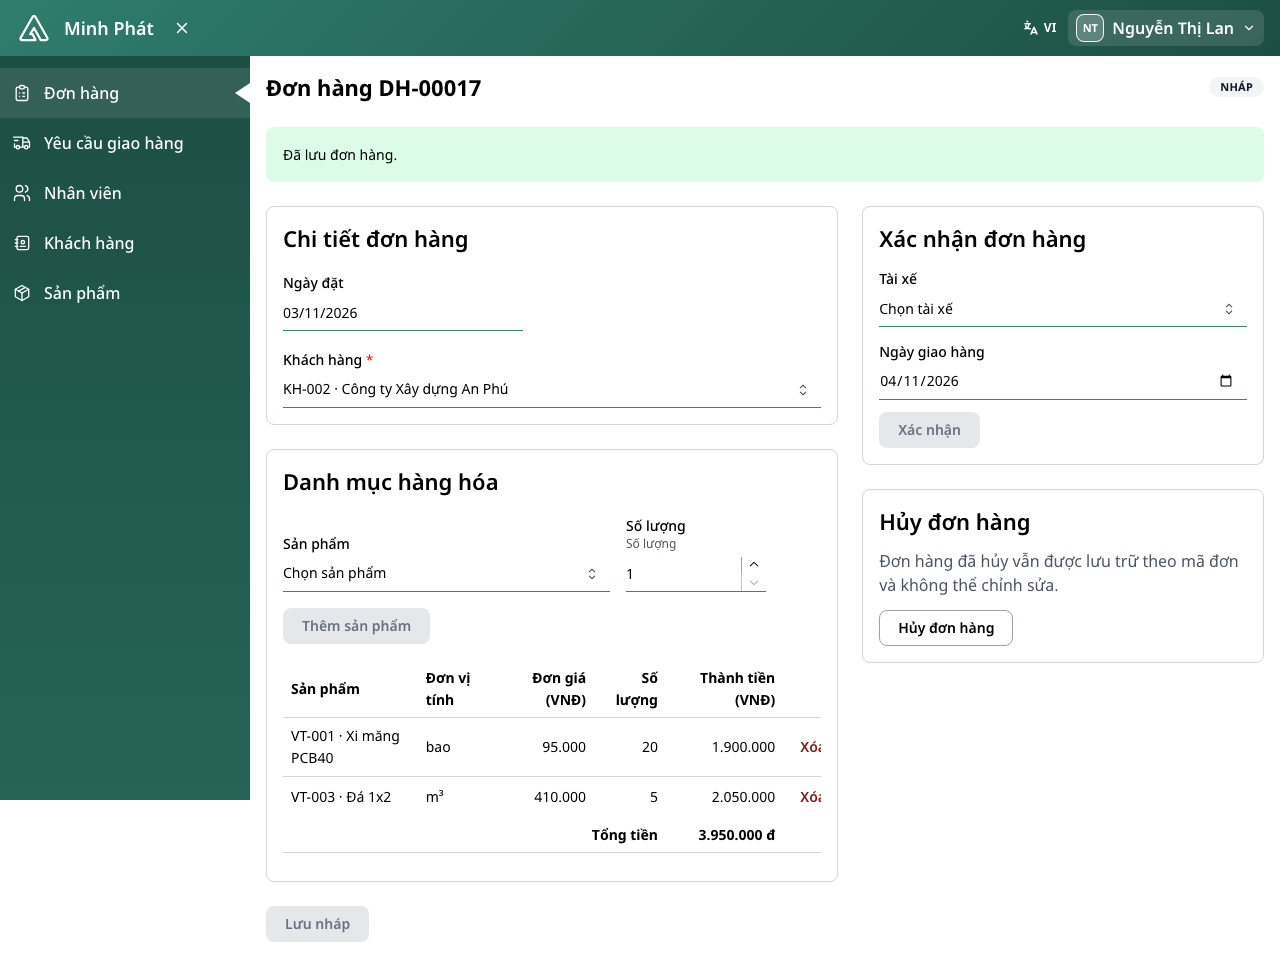 Minh Phát
VI
NT
Nguyễn Thị Lan
Đơn hàng
Yêu cầu giao hàng
Nhân viên
Khách hàng
Sản phẩm
Đơn hàng DH-00017
NHÁP
Đã lưu đơn hàng.
Chi tiết đơn hàng
Ngày đặt
03/11/2026
Khách hàng *
KH-002 · Công ty Xây dựng An Phú
Danh mục hàng hóa
Sản phẩm
Chọn sản phẩm
Số lượng
Số lượng
1
Thêm sản phẩm
Sản phẩm
Đơn vị
tính
Đơn giá
(VNĐ)
Số
lượng
Thành tiền
(VNĐ)
VT-001 · Xi măng
PCB40
bao
95.000
20
1.900.000
Xóa
VT-003 · Đá 1x2
m³
410.000
5
2.050.000
Xóa
Tổng tiền
3.950.000 đ
Lưu nháp
Xác nhận đơn hàng
Tài xế
Chọn tài xế
Ngày giao hàng
04/11/2026
Xác nhận
Hủy đơn hàng
Đơn hàng đã hủy vẫn được lưu trữ theo mã đơn
và không thể chỉnh sửa.
Hủy đơn hàng